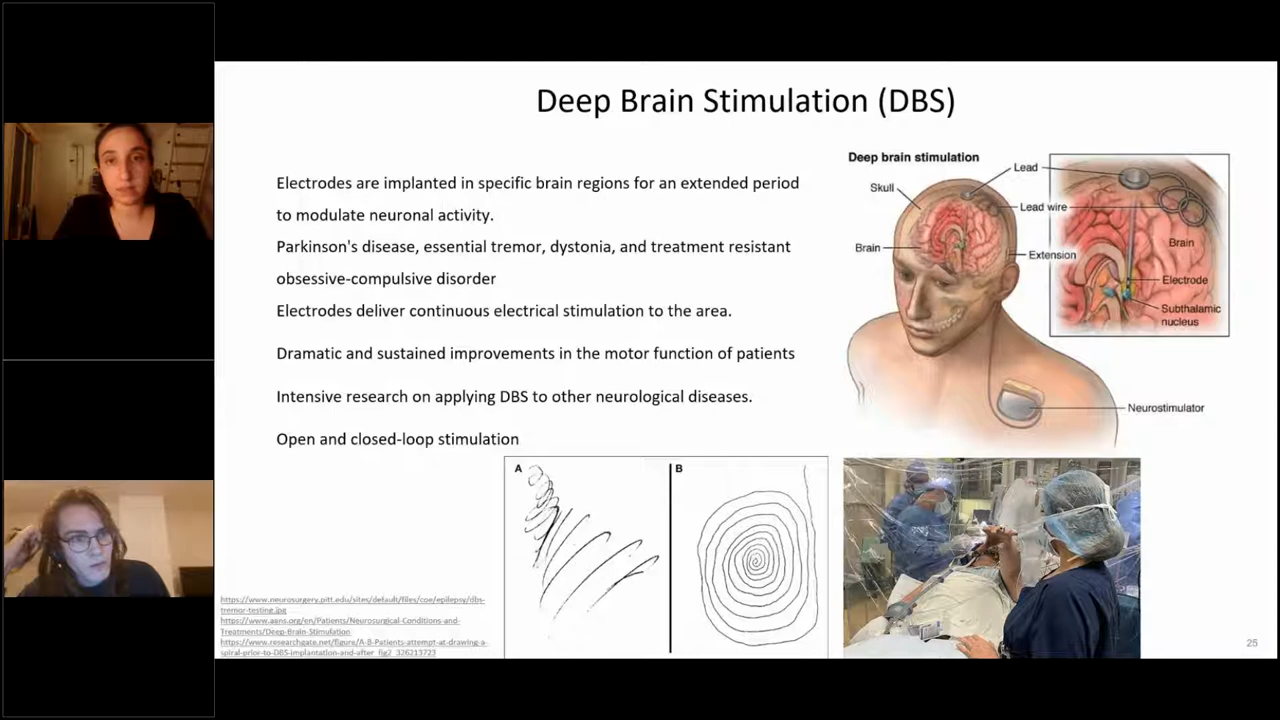 Deep Brain Stimulation (DBS)
Electrodes are implanted in specific brain regions for an extended period
to modulate neuronal activity.
Parkinson's disease, essential tremor, dystonia, and treatment resistant
obsessive-compulsive disorder
Electrodes deliver continuous electrical stimulation to the area.
Dramatic and sustained improvements in the motor function of patients
Intensive research on applying DBS to other neurological diseases.
Open and closed-loop stimulation
Deep brain stimulation
Skull
Brain
Lead
Lead wire
Extension
Brain
Electrode
Subthalamic
nucleus
Neurostimulator
A
B
https://www.neurosurgery.pitt.edu/sites/default/files/coe/epilepsy/dbs-
tremor-testing.jpg
https://www.aans.org/en/Patients/Neurosurgical-Conditions-and-
Treatments/Deep-Brain-Stimulation
https://www.researchgate.net/figure/A-B-Patients-attempt-at-drawing-a-
spiral-prior-to-DBS-implantation-and-after_fig2_326213723
25